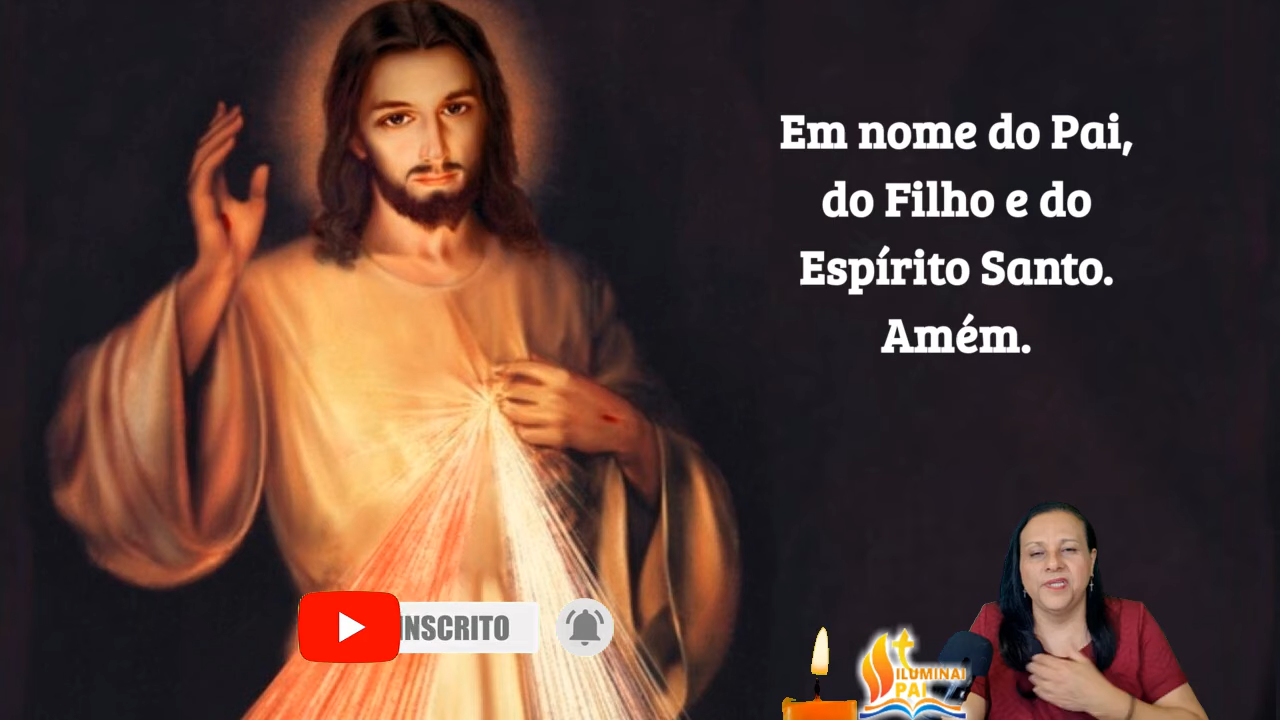 Em nome do Pai,
do Filho e do
Espírito Santo.
Amém.
INSCRITO
ILUMINAI
PAI